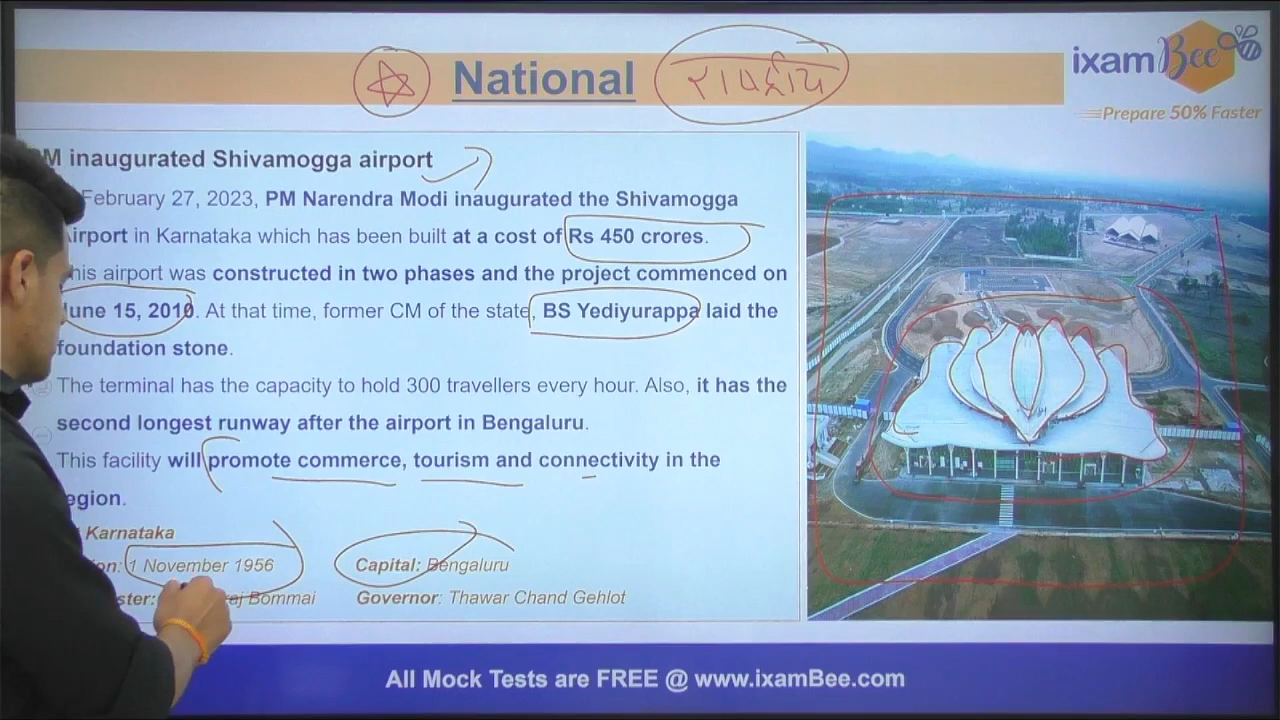 National
राष्ट्रीय
ixamBee
Prepare 50% Faster
M inaugurated Shivamogga airport
February 27, 2023, PM Narendra Modi inaugurated the Shivamogga
irport in Karnataka which has been built at a cost of Rs 450 crores.
his airport was constructed in two phases and the project commenced on
une 15, 2010. At that time, former CM of the state, BS Yediyurappa laid the
foundation stone.
The terminal has the capacity to hold 300 travellers every hour. Also, it has the
second longest runway after the airport in Bengaluru.
This facility will promote commerce, tourism and connectivity in the
egion.
Karnataka
on: 1 November 1956 Capital: Bengaluru
ster: aj Bommai Governor: Thawar Chand Gehlot
All Mock Tests are FREE @ www.ixamBee.com